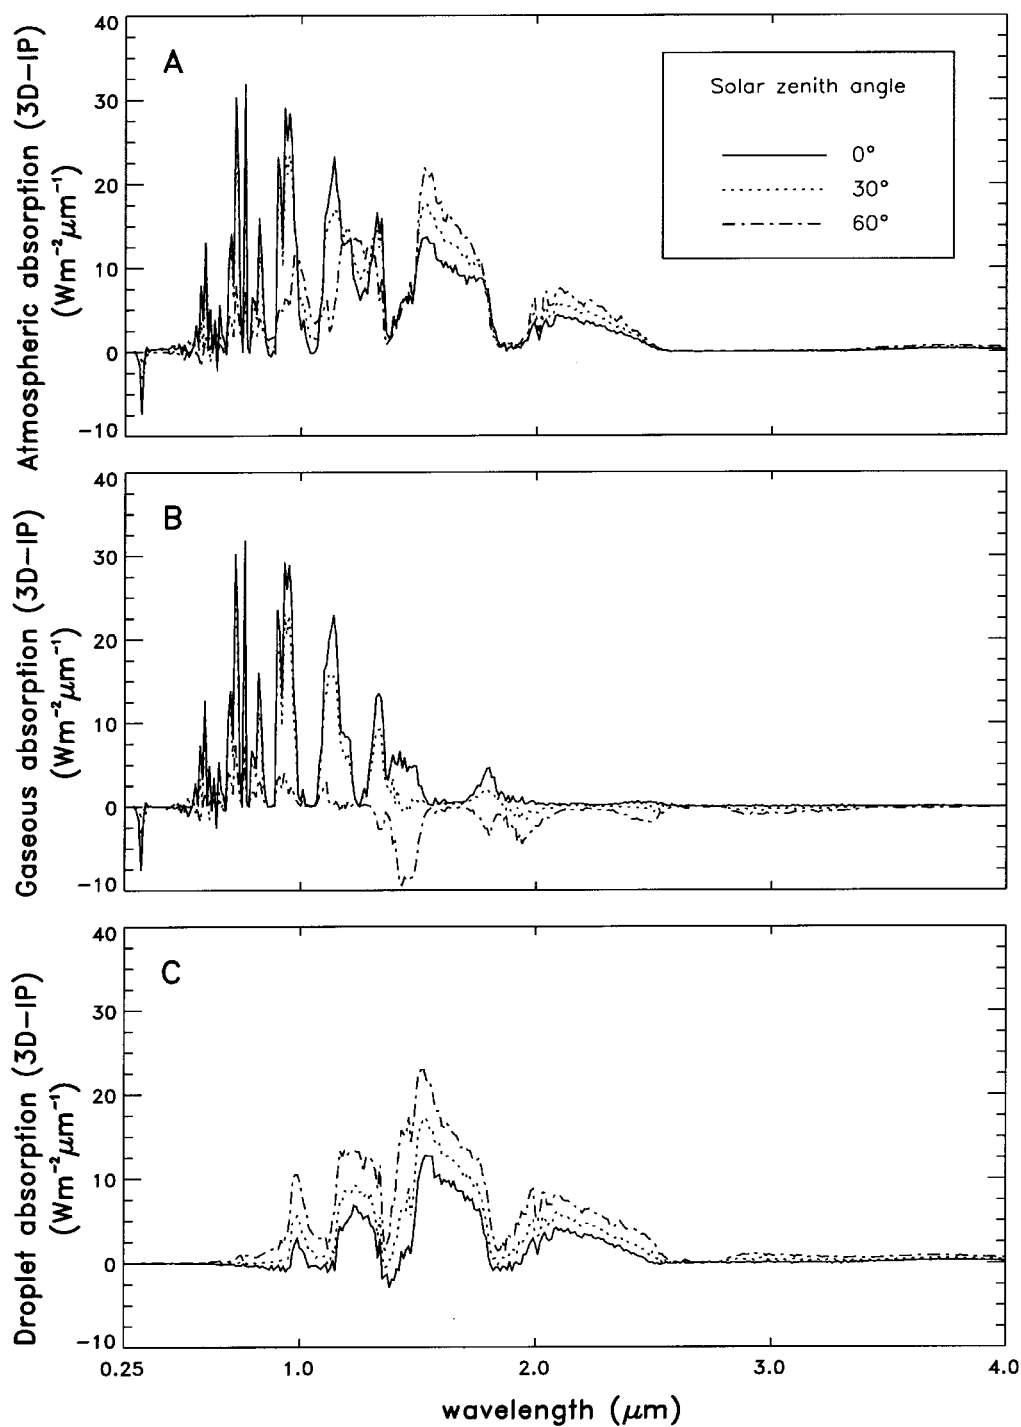 A
Atmospheric absorption (3D–IP)
(Wm⁻²μm⁻¹)
40
30
20
10
0
−10
Solar zenith angle
0°
30°
60°
B
Gaseous absorption (3D–IP)
(Wm⁻²μm⁻¹)
40
30
20
10
0
−10
C
Droplet absorption (3D–IP)
(Wm⁻²μm⁻¹)
40
30
20
10
0
−10
0.25 1.0 2.0 3.0 4.0
wavelength (μm)